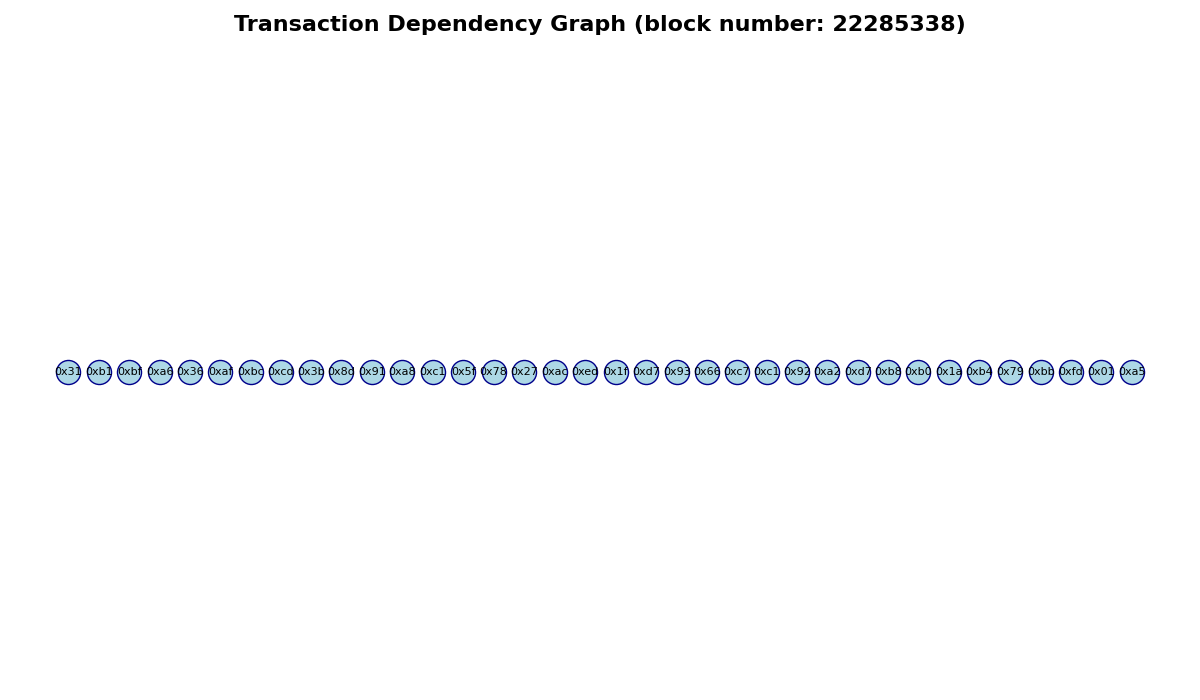 Transaction Dependency Graph (block number: 22285338)
0x31 0xb1 0xbf 0xa6 0x36 0xaf 0xbc 0xcd 0x3b 0x8d 0x91 0xa8 0xc1 0x5f 0x78 0x27 0xac 0xed 0x1f 0xd7 0x93 0x66 0xc7 0xc1 0x92 0xa2 0xd7 0xb8 0xb0 0x1a 0xb4 0x79 0xbb 0xfd 0x01 0xa5